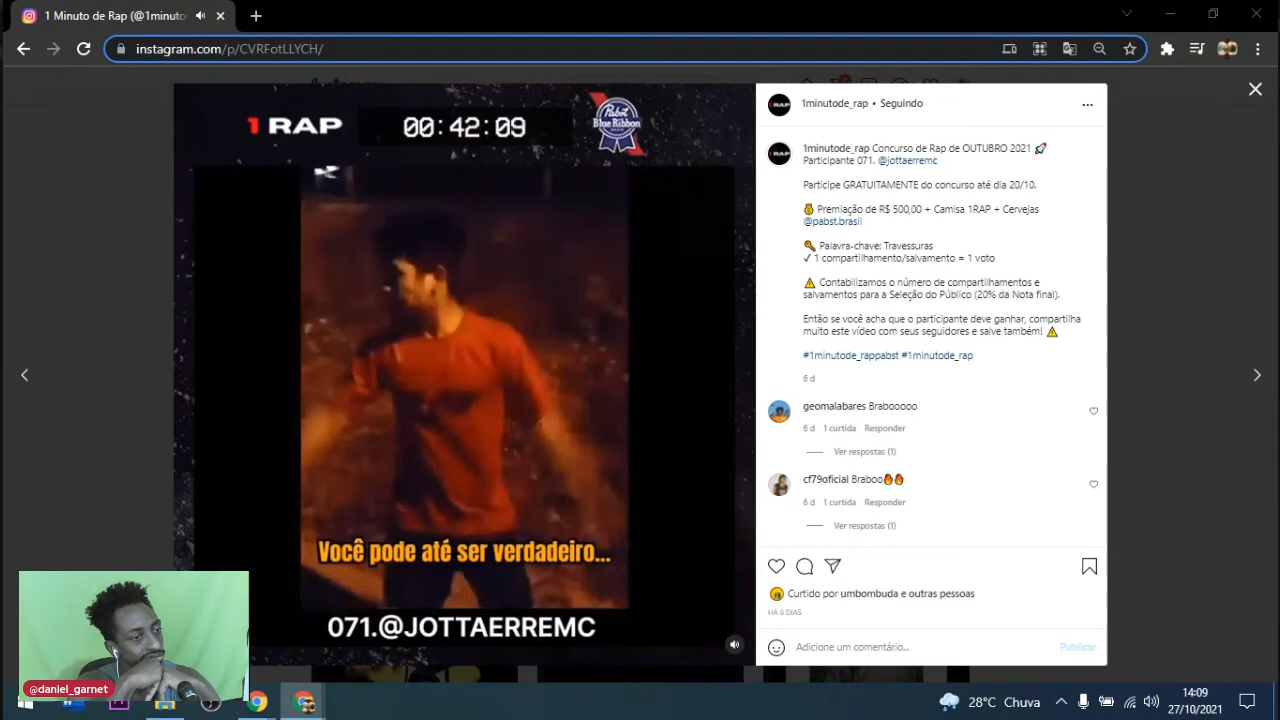 1 Minuto de Rap (@1minuto
instagram.com/p/CVRFotLLYCH/
1 RAP
00:42:09
Pabst
Blue Ribbon
Você pode até ser verdadeiro...
071.@JOTTAERREMC
@daniel_garnet
1minutode_rap • Seguindo
1minutode_rap Concurso de Rap de OUTUBRO 2021 🚀
Participante 071. @jottaerremc
Participe GRATUITAMENTE do concurso até dia 20/10.
🏅 Premiação de R$ 500,00 + Camisa 1RAP + Cervejas
@pabst.brasil
🔑 Palavra-chave: Travessuras
✓ 1 compartilhamento/salvamento = 1 voto
⚠️ Contabilizamos o número de compartilhamentos e
salvamentos para a Seleção do Público (20% da Nota final).
Então se você acha que o participante deve ganhar, compartilha
muito este vídeo com seus seguidores e salve também! ⚠️
#1minutode_rappabst #1minutode_rap
6 d
geomalabares Brabooooo
6 d 1 curtida Responder
Ver respostas (1)
cf79oficial Braboo🔥🔥
6 d 1 curtida Responder
Ver respostas (1)
Curtido por umbombuda e outras pessoas
HÁ 6 DIAS
Adicione um comentário...
Publicar
28°C Chuva
14:09
27/10/2021